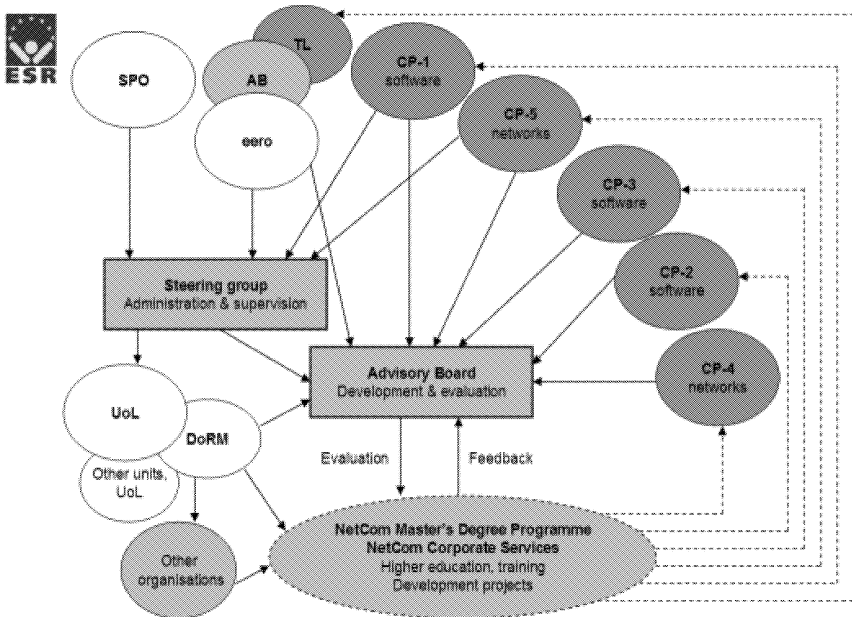 ESR
SPO
TL
AB
eero
CP-1
software
CP-5
networks
CP-3
software
CP-2
software
CP-4
networks
Steering group
Administration & supervision
Advisory Board
Development & evaluation
UoL
DoRM
Other units,
UoL
Evaluation
Feedback
Other
organisations
NetCom Master's Degree Programme
NetCom Corporate Services
Higher education, training
Development projects